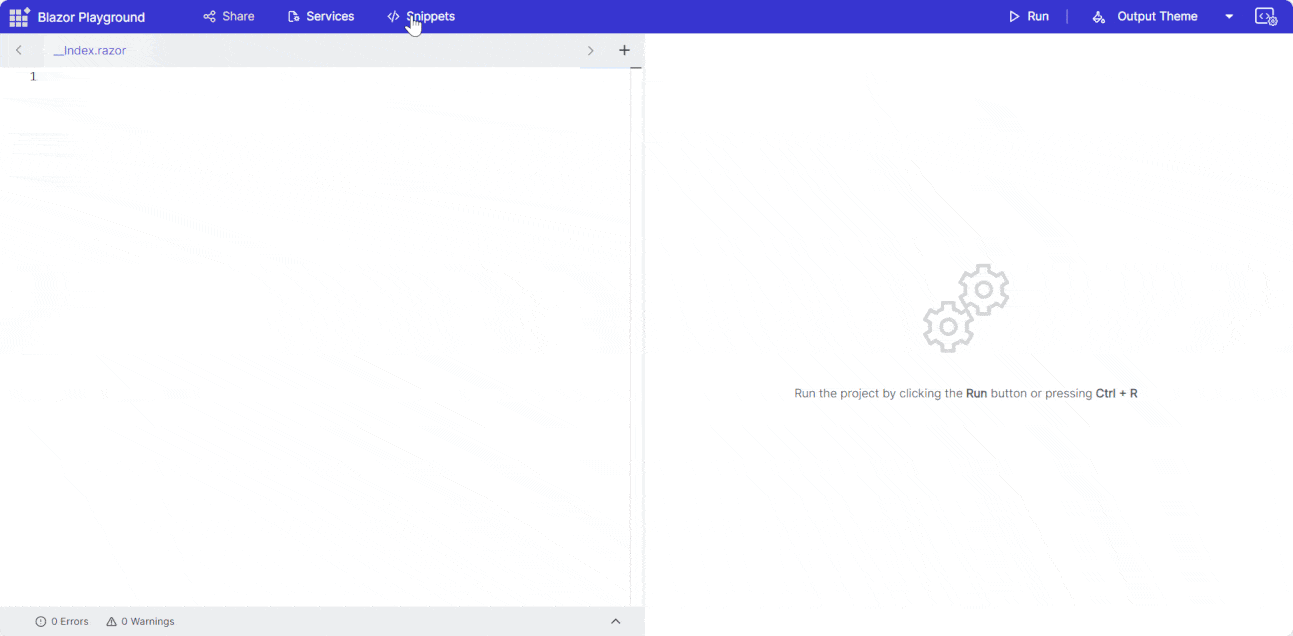 Blazor Playground Share Services Snippets Run Output Theme
__Index.razor
1
Run the project by clicking the Run button or pressing Ctrl + R
0 Errors 0 Warnings